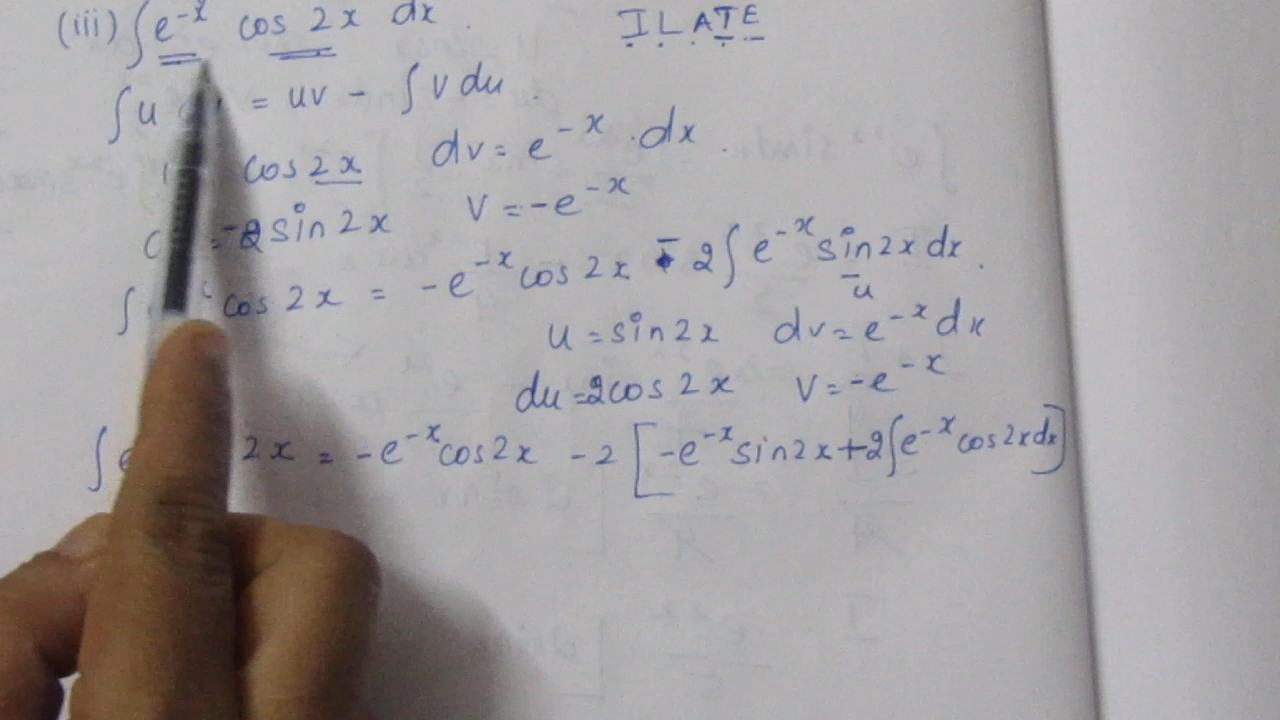 (iii) ∫ e^{-x} cos 2x dx. ILATE
∫ u = uv - ∫ v du.
cos 2x dv = e^{-x} . dx.
= -2 sin 2x v = -e^{-x}
∫ cos 2x = -e^{-x} cos 2x - 2 ∫ e^{-x} sin 2x dx.
u
u = sin 2x dv = e^{-x} dx
du = 2 cos 2x v = -e^{-x}
∫ e 2x = -e^{-x} cos 2x - 2 [-e^{-x} sin 2x + 2 ∫ e^{-x} cos 2x dx]